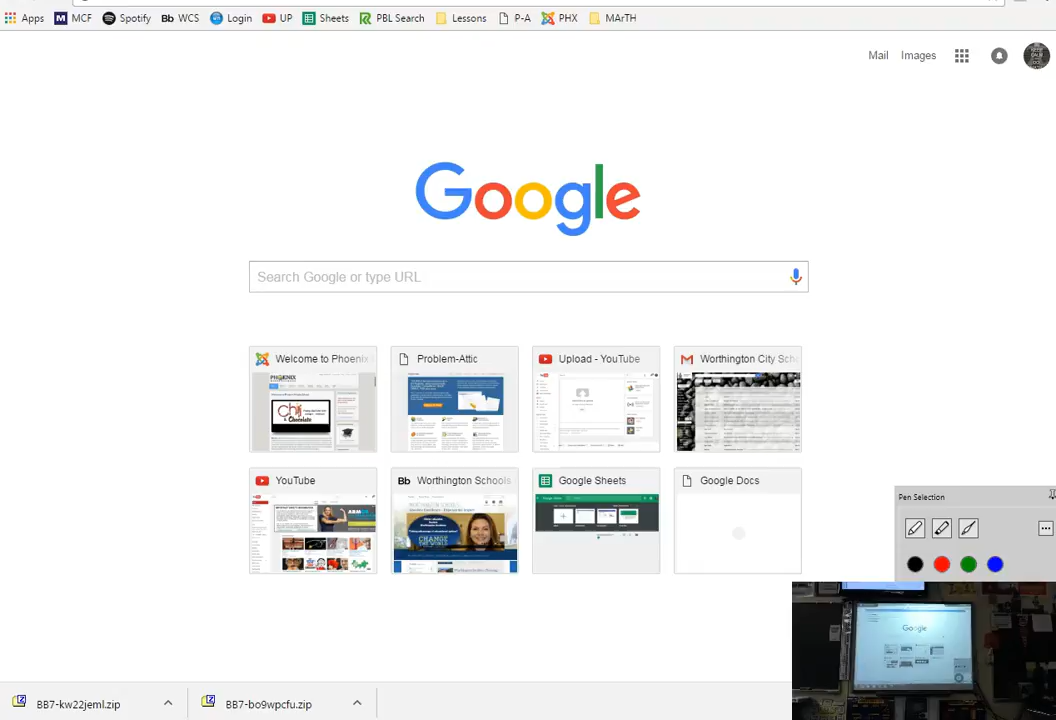 Apps MCF Spotify Bb WCS Login UP Sheets PBL Search Lessons P-A PHX MArTH
Mail Images
Google
Search Google or type URL
Welcome to Phoenix Problem-Attic Upload - YouTube Worthington City Sch
YouTube Bb Worthington Schools Google Sheets Google Docs
Pen Selection
BB7-kw22jeml.zip BB7-bo9wpcfu.zip